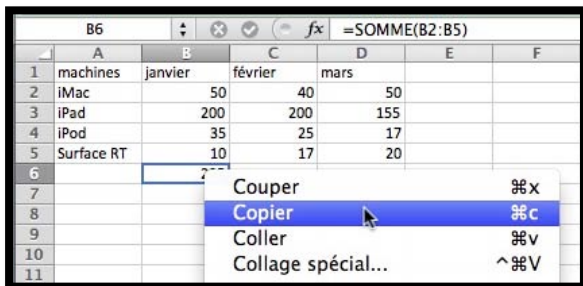 B6 fx =SOMME(B2:B5)
A B C D E F
1 machines janvier février mars
2 iMac 50 40 50
3 iPad 200 200 155
4 iPod 35 25 17
5 Surface RT 10 17 20
6
7 Couper ⌘x
8 Copier ⌘c
9 Coller ⌘v
10 Collage spécial... ^⌘V
11